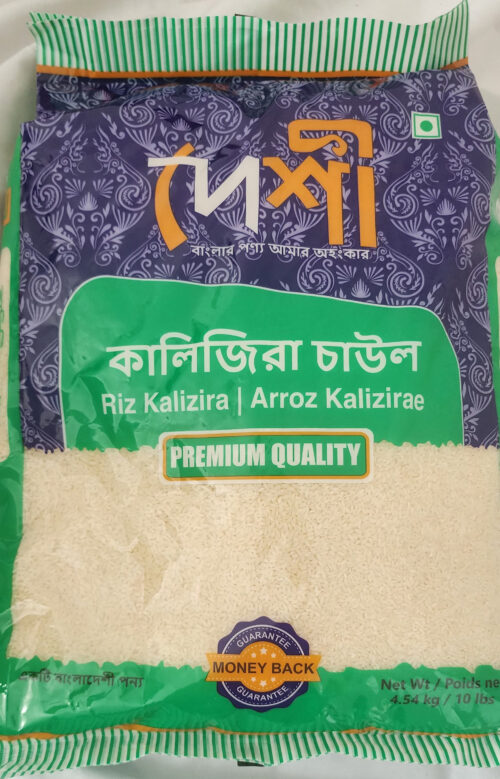 দেশী
বাংলার পণ্য আমার অহংকার
কালিজিরা চাউল
Riz Kalizira | Arroz Kalizirae
PREMIUM QUALITY
GUARANTEE
MONEY BACK
GUARANTEE
একটি বাংলাদেশী পন্য
Net Wt / Poids ne
4.54 kg / 10 lbs